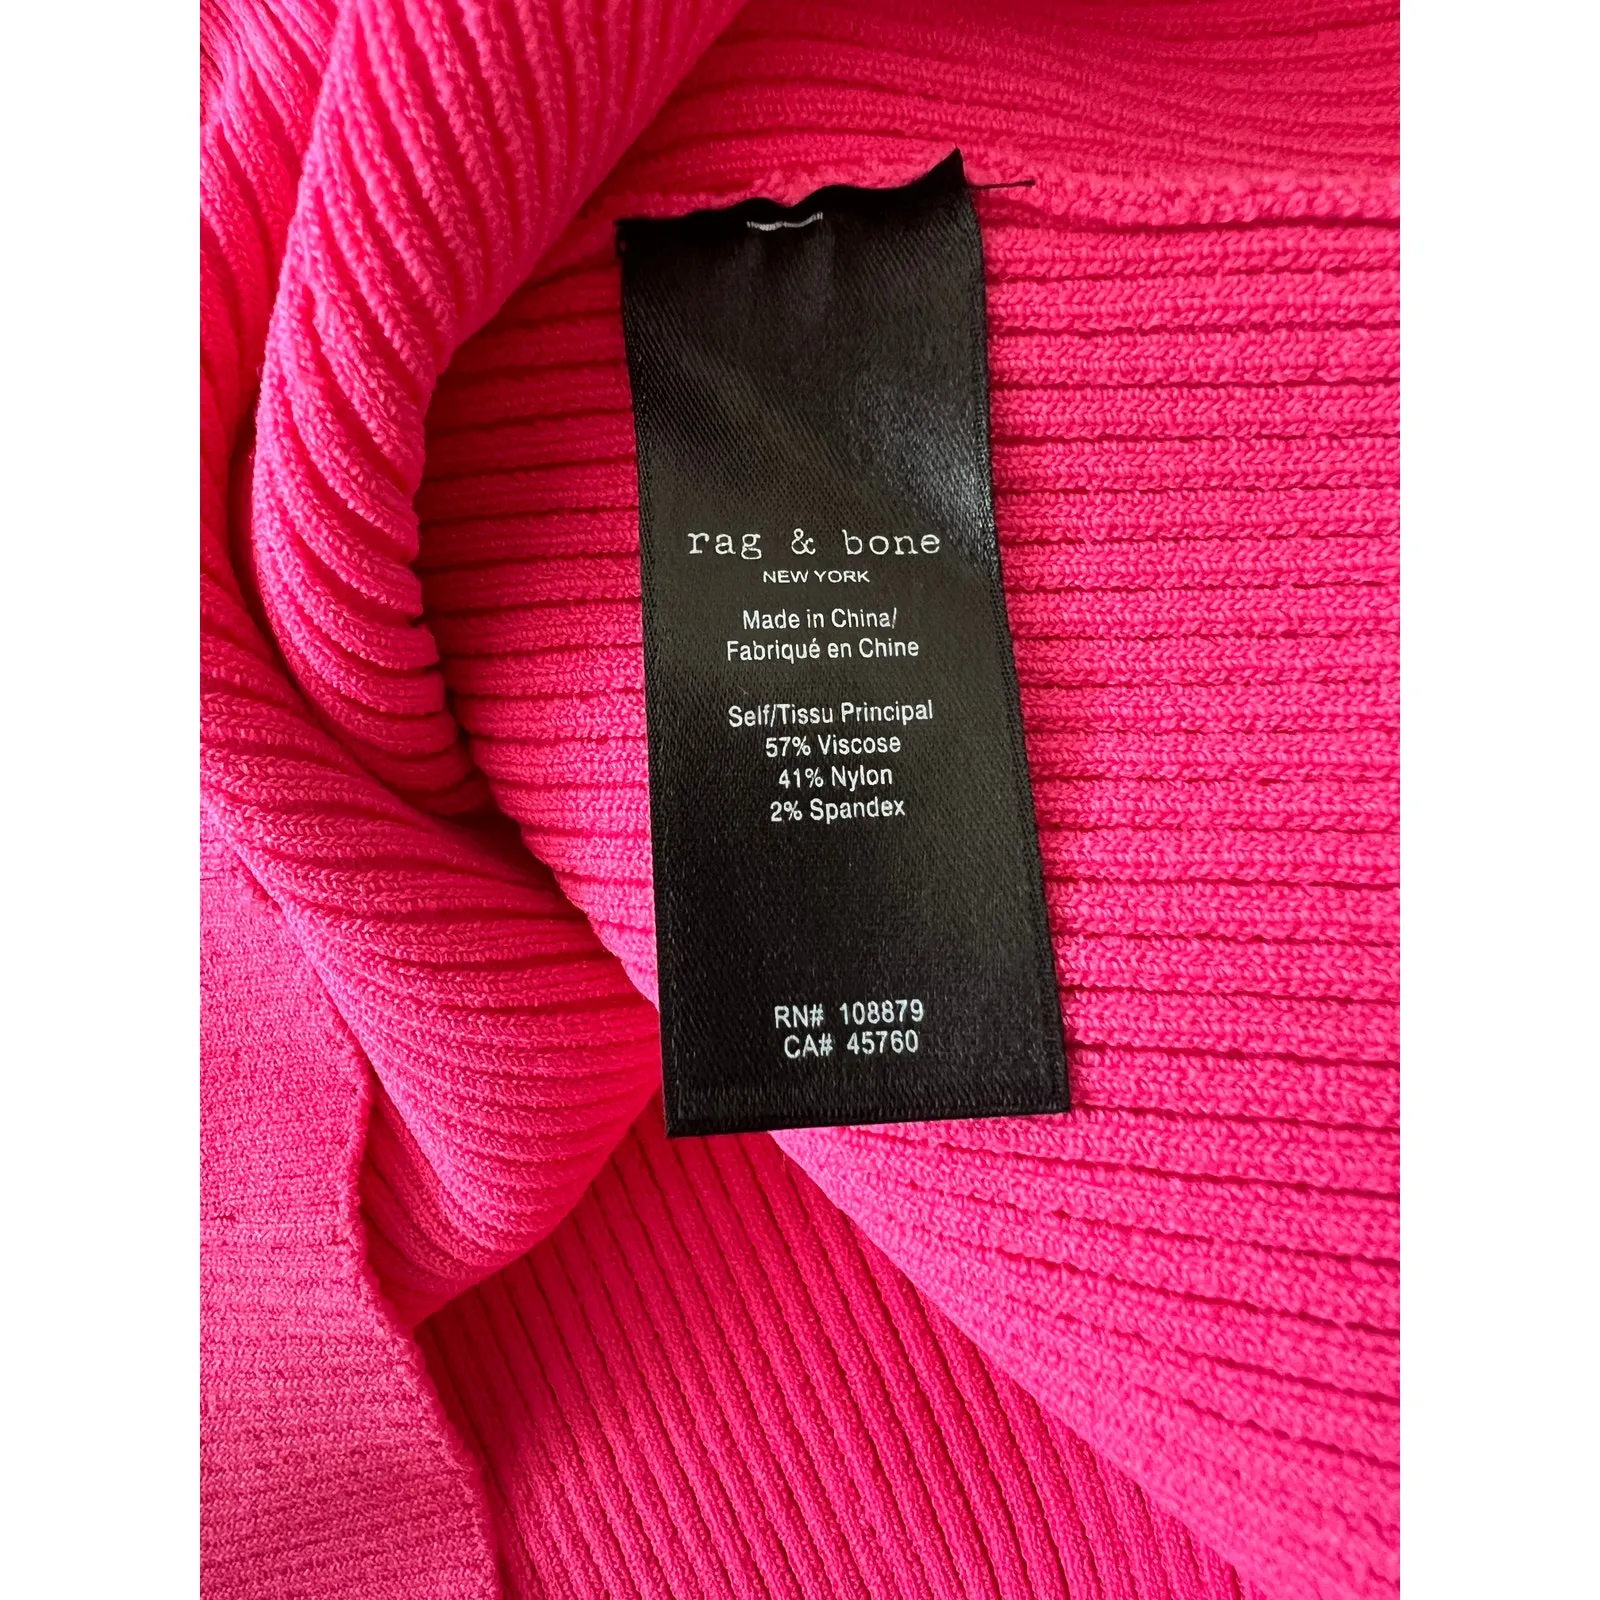 rag & bone
NEW YORK
Made in China/
Fabriqué en Chine
Self/Tissu Principal
57% Viscose
41% Nylon
2% Spandex
RN# 108879
CA# 45760